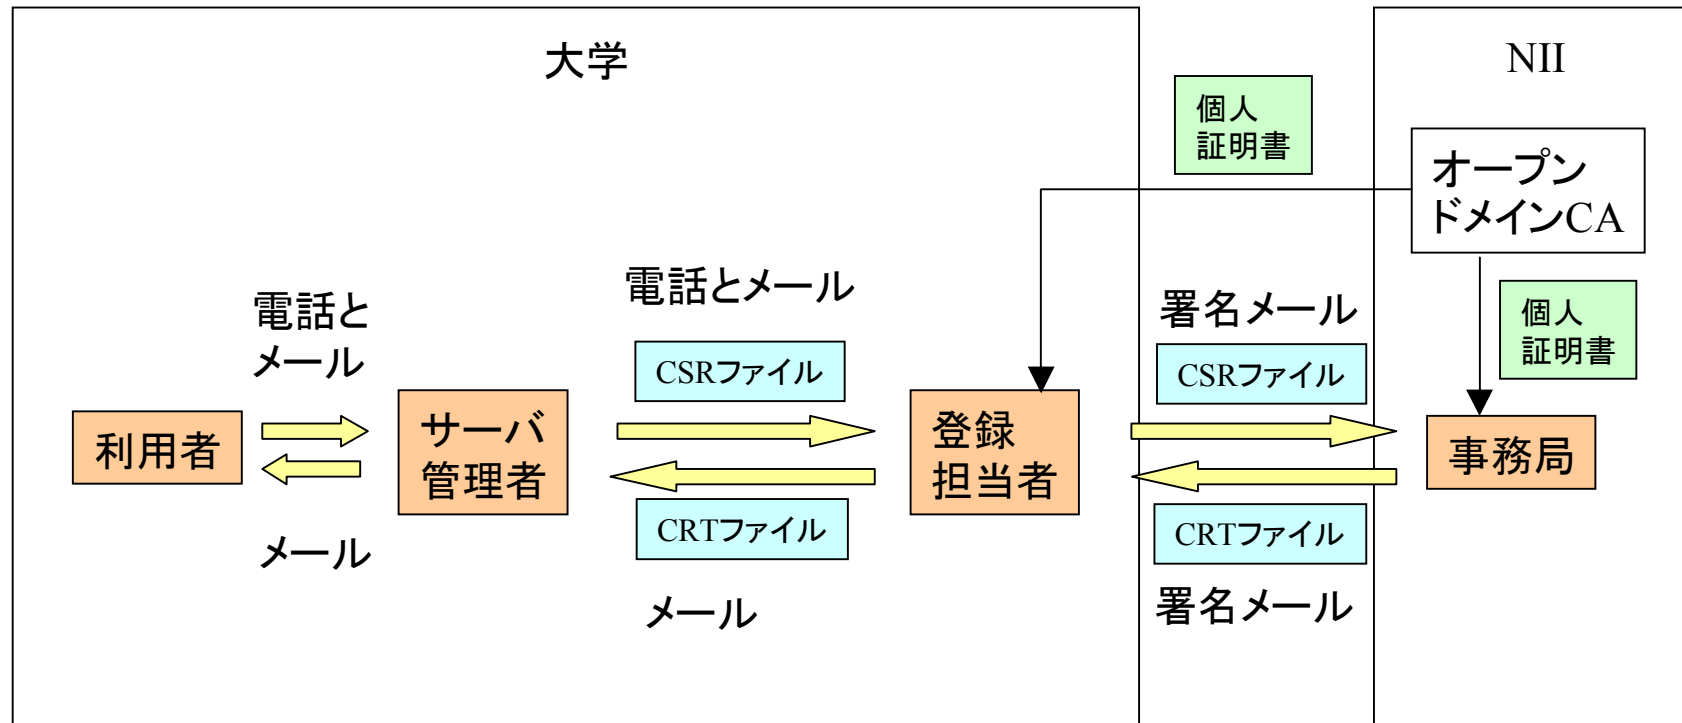 大学
NII
個人
証明書
オープン
ドメインCA
電話と
メール
電話とメール
署名メール
個人
証明書
CSRファイル
CSRファイル
利用者
サーバ
管理者
登録
担当者
事務局
CRTファイル
CRTファイル
メール
メール
署名メール